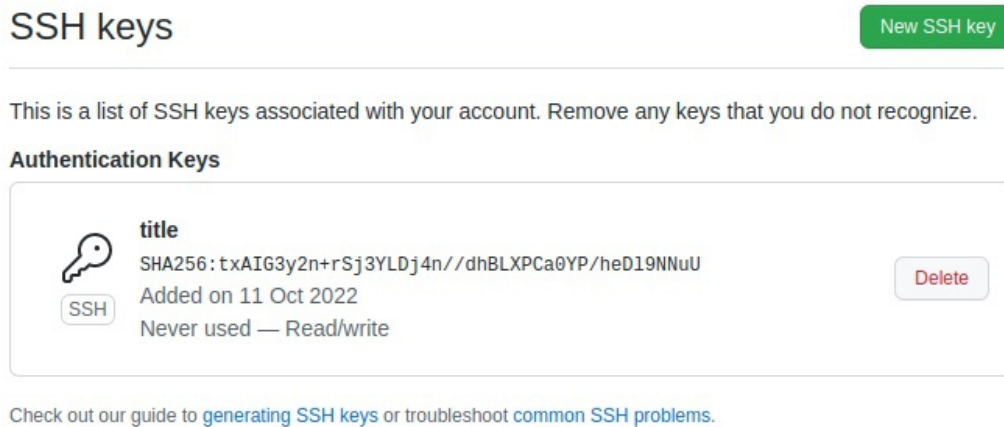 SSH keys
New SSH key
This is a list of SSH keys associated with your account. Remove any keys that you do not recognize.
Authentication Keys
title
SHA256:txAIG3y2n+rSj3YLDj4n//dhBLXPCa0YP/heDl9NNuU
Added on 11 Oct 2022
SSH
Never used — Read/write
Delete
Check out our guide to generating SSH keys or troubleshoot common SSH problems.